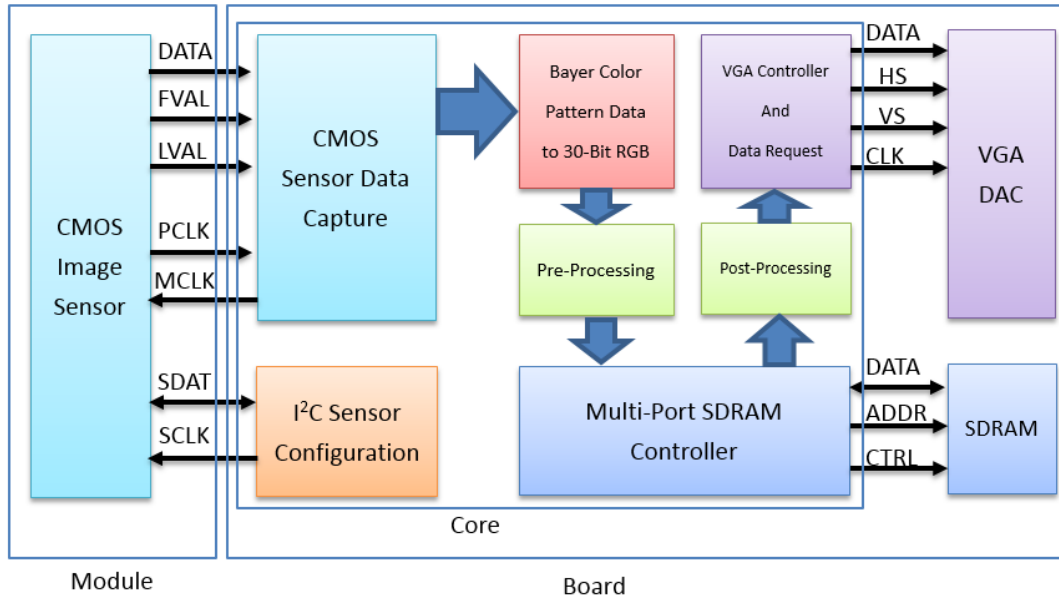 DATA
FVAL
LVAL
PCLK
MCLK
SDAT
SCLK
CMOS
Image
Sensor
CMOS
Sensor Data
Capture
I²C Sensor
Configuration
Bayer Color
Pattern Data
to 30-Bit RGB
Pre-Processing
VGA Controller
And
Data Request
Post-Processing
Multi-Port SDRAM
Controller
DATA
HS
VS
CLK
VGA
DAC
DATA
ADDR
CTRL
SDRAM
Core
Module
Board